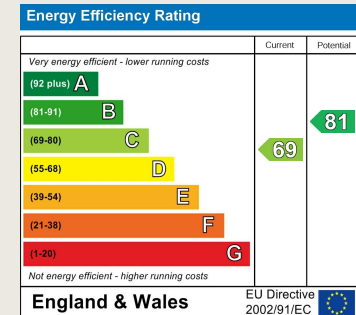 Energy Efficiency Rating
Current Potential
Very energy efficient - lower running costs
(92 plus) A
(81-91) B
81
(69-80) C
69
(55-68) D
(39-54) E
(21-38) F
(1-20) G
Not energy efficient - higher running costs
England & Wales
EU Directive
2002/91/EC